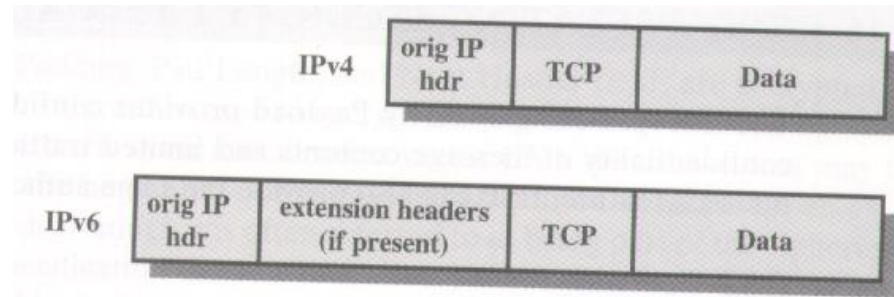 IPv4
orig IP
hdr
TCP
Data
IPv6
orig IP
hdr
extension headers
(if present)
TCP
Data